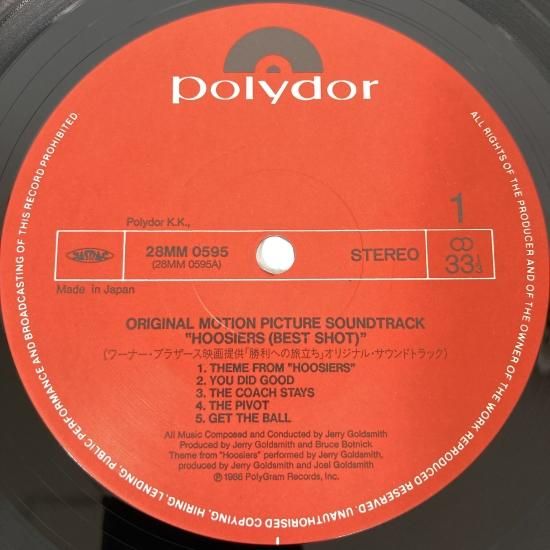 polydor
ALL RIGHTS OF THE PRODUCER AND OF THE OWNER OF THE WORK REPRODUCED RESERVED. UNAUTHORISED COPYING, HIRING, LENDING, PUBLIC PERFORMANCE AND BROADCASTING OF THIS RECORD PROHIBITED
1
Polydor K.K.,
JASRAC
28MM 0595
(28MM 0595A)
STEREO
33 1/3
Made in Japan
ORIGINAL MOTION PICTURE SOUNDTRACK
"HOOSIERS (BEST SHOT)"
(ワーナー・ブラザース映画提供「勝利への旅立ち」オリジナル・サウンドトラック)
1. THEME FROM "HOOSIERS"
2. YOU DID GOOD
3. THE COACH STAYS
4. THE PIVOT
5. GET THE BALL
All Music Composed and Conducted by Jerry Goldsmith
Produced by Jerry Goldsmith and Bruce Botnick
Theme from "Hoosiers" performed by Jerry Goldsmith,
produced by Jerry Goldsmith and Joel Goldsmith
℗ 1986 PolyGram Records, Inc.